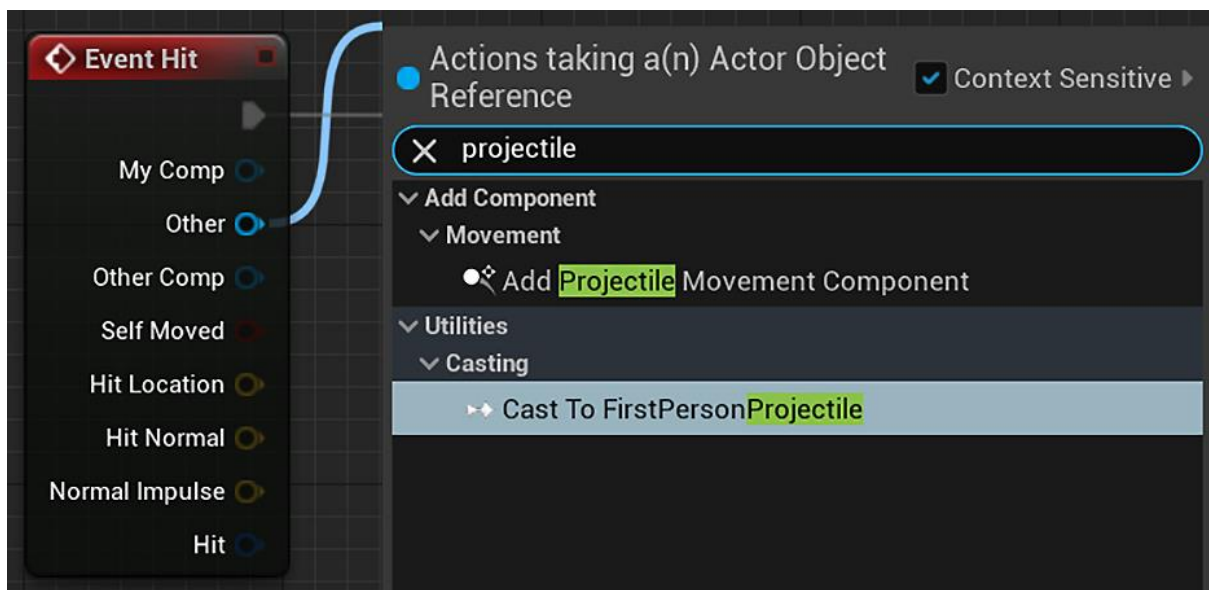 Event Hit
My Comp
Other
Other Comp
Self Moved
Hit Location
Hit Normal
Normal Impulse
Hit
Actions taking a(n) Actor Object
Reference
Context Sensitive
projectile
Add Component
Movement
Add Projectile Movement Component
Utilities
Casting
Cast To FirstPersonProjectile